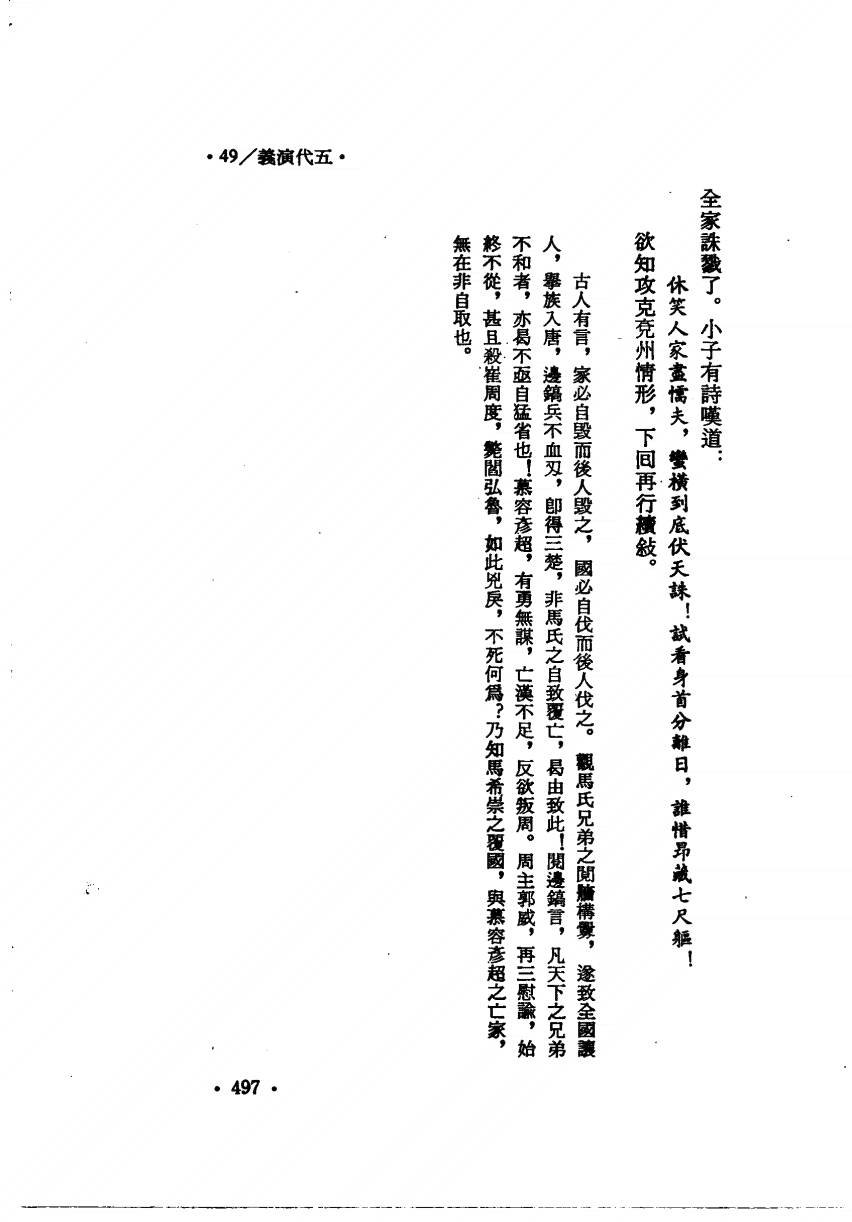 •49／義演代五•
全家誅戮了。小子有詩嘆道：
休笑人家盡懦夫，蠻橫到底伏天誅！試看身首分離日，誰惜昂藏七尺軀！
欲知攻克兗州情形，下回再行續敍。
古人有言，家必自毀而後人毀之，國必自伐而後人伐之。觀馬氏兄弟之鬩牆構釁，遂致全國讓
人，舉族入唐，邊鎬兵不血刃，卽得三楚，非馬氏之自致覆亡，曷由致此！閱邊鎬言，凡天下之兄弟
不和者，亦曷不亟自猛省也！慕容彥超，有勇無謀，亡漢不足，反欲叛周。周主郭威，再三慰諭，始
終不從，甚且殺崔周度，斃閻弘魯，如此兇戾，不死何爲？乃知馬希崇之覆國，與慕容彥超之亡家，
無在非自取也。
•497•